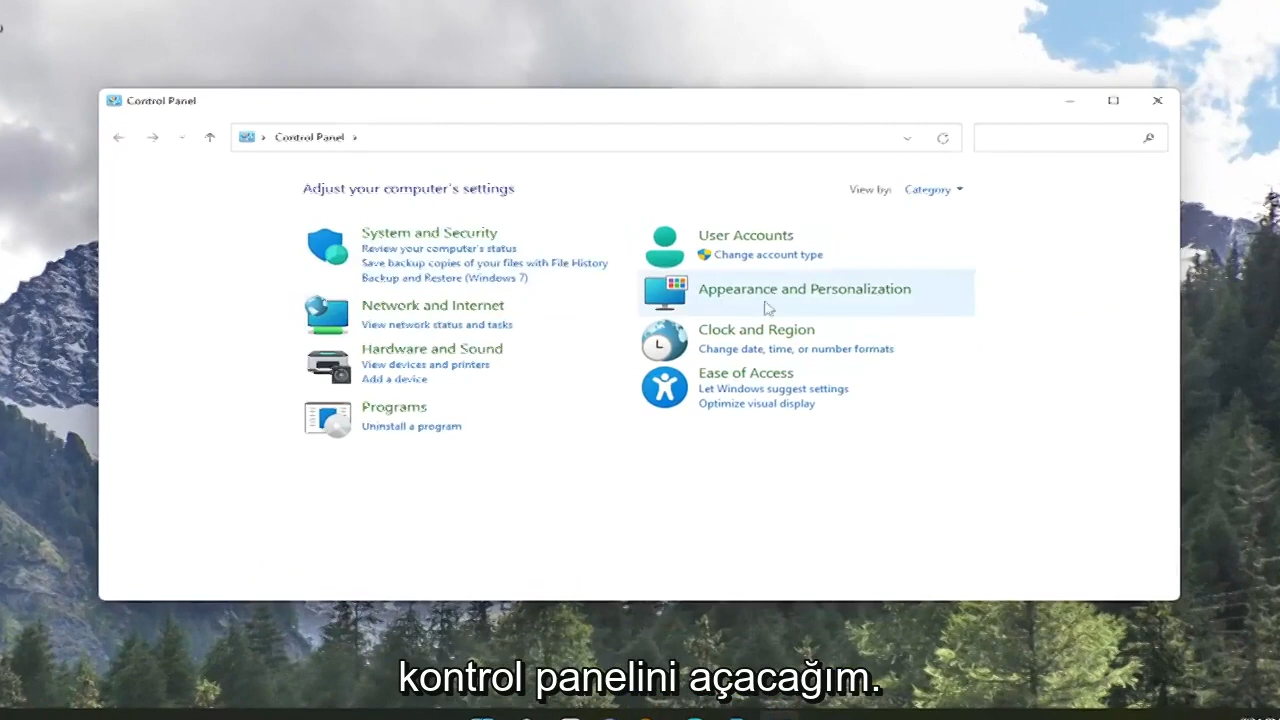 Control Panel
Control Panel
Adjust your computer's settings
View by: Category
System and Security
Review your computer's status
Save backup copies of your files with File History
Backup and Restore (Windows 7)
Network and Internet
View network status and tasks
Hardware and Sound
View devices and printers
Add a device
Programs
Uninstall a program
User Accounts
Change account type
Appearance and Personalization
Clock and Region
Change date, time, or number formats
Ease of Access
Let Windows suggest settings
Optimize visual display
kontrol panelini açacağım.